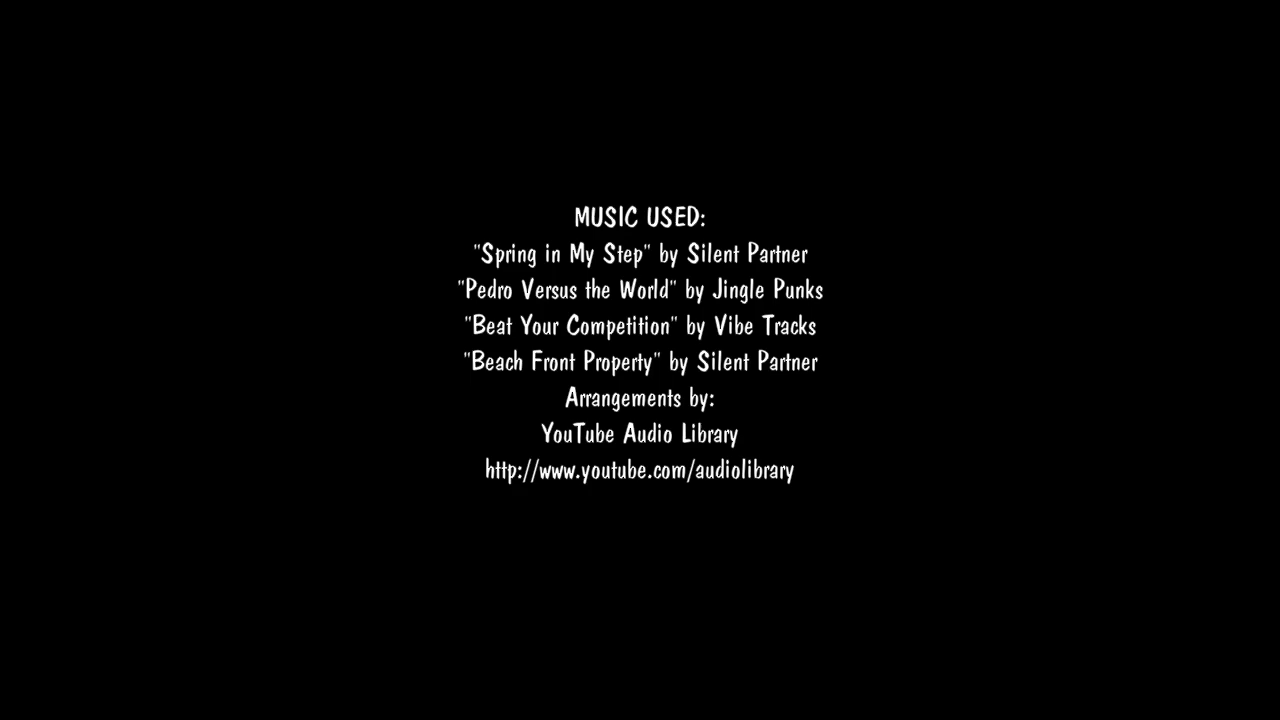 MUSIC USED:
"Spring in My Step" by Silent Partner
"Pedro Versus the World" by Jingle Punks
"Beat Your Competition" by Vibe Tracks
"Beach Front Property" by Silent Partner
Arrangements by:
YouTube Audio Library
http://www.youtube.com/audiolibrary